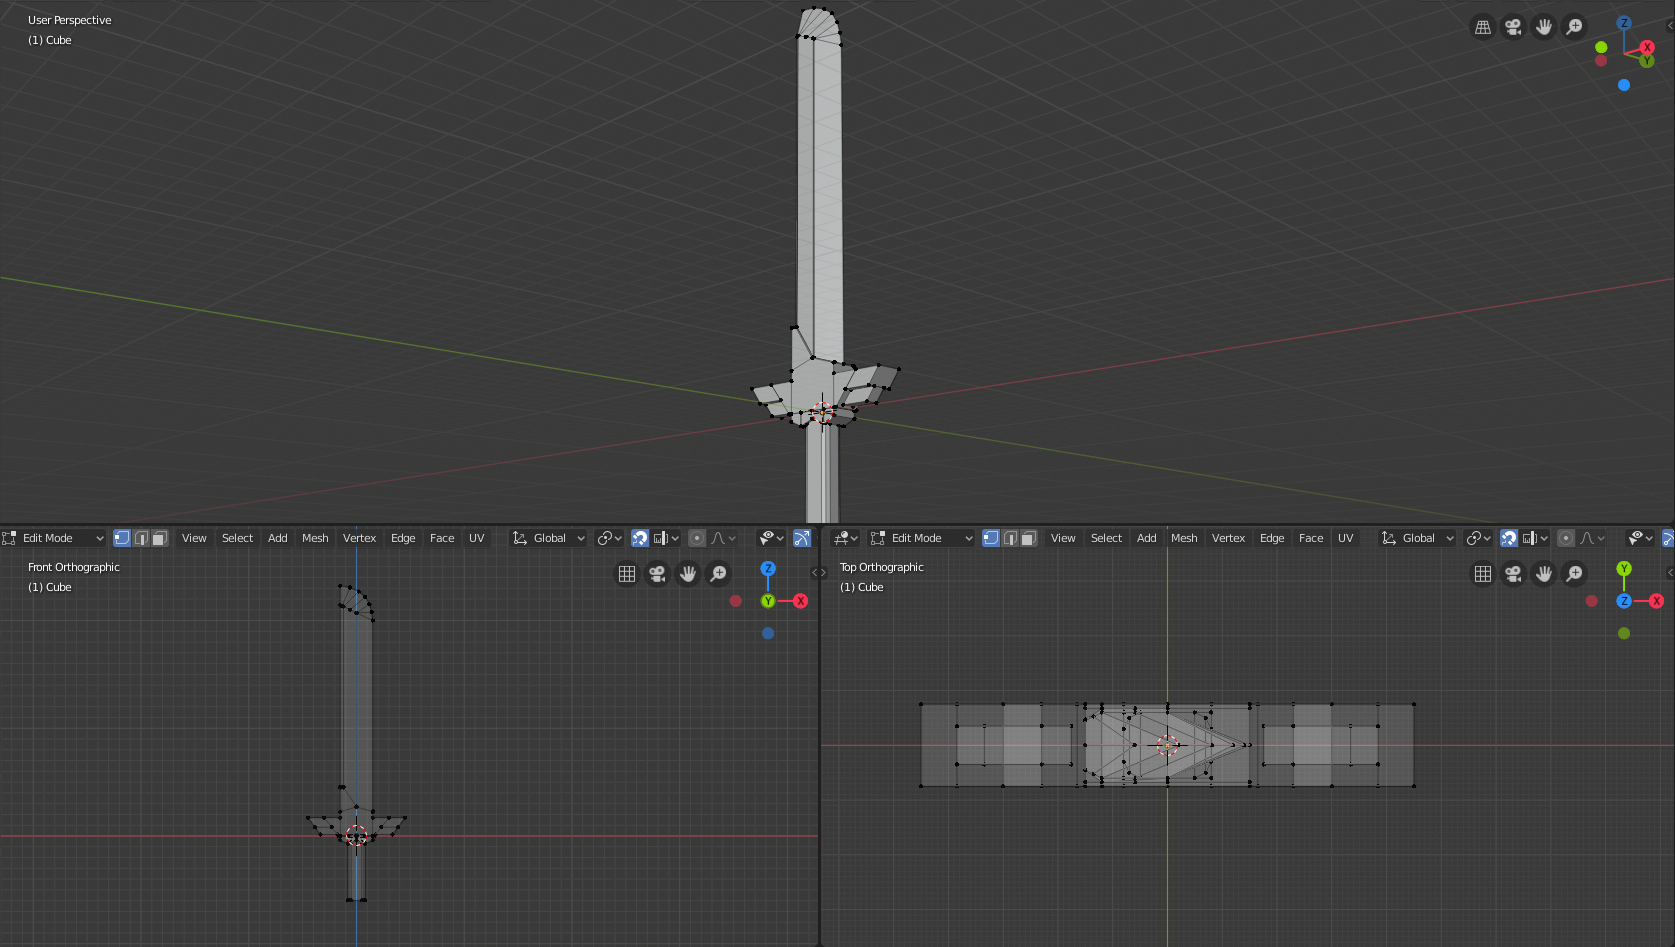 User Perspective
(1) Cube
Z
X
Y
Edit Mode
View Select Add Mesh Vertex Edge Face UV
Global
Edit Mode
View Select Add Mesh Vertex Edge Face UV
Global
Front Orthographic
(1) Cube
Z
Y
X
Top Orthographic
(1) Cube
Y
Z
X